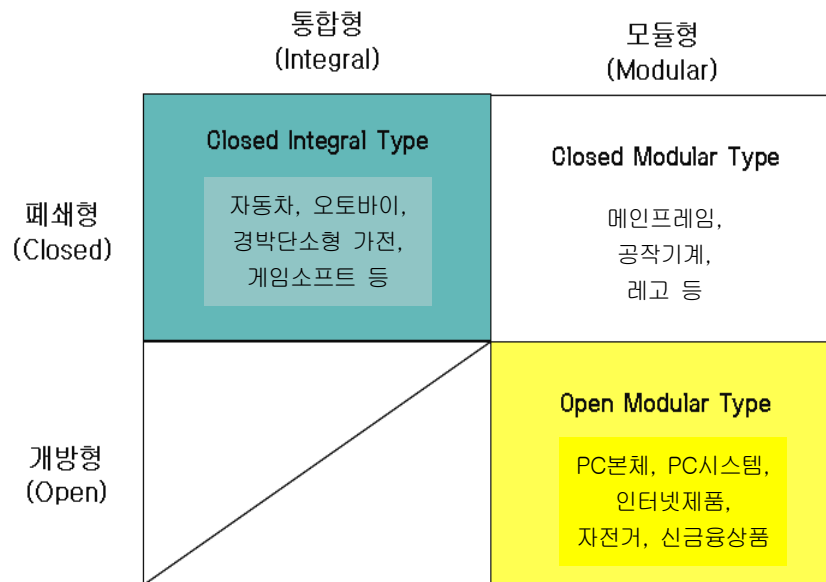 통합형
(Integral)
모듈형
(Modular)
폐쇄형
(Closed)
Closed Integral Type
자동차, 오토바이,
경박단소형 가전,
게임소프트 등
Closed Modular Type
메인프레임,
공작기계,
레고 등
개방형
(Open)
Open Modular Type
PC본체, PC시스템,
인터넷제품,
자전거, 신금융상품